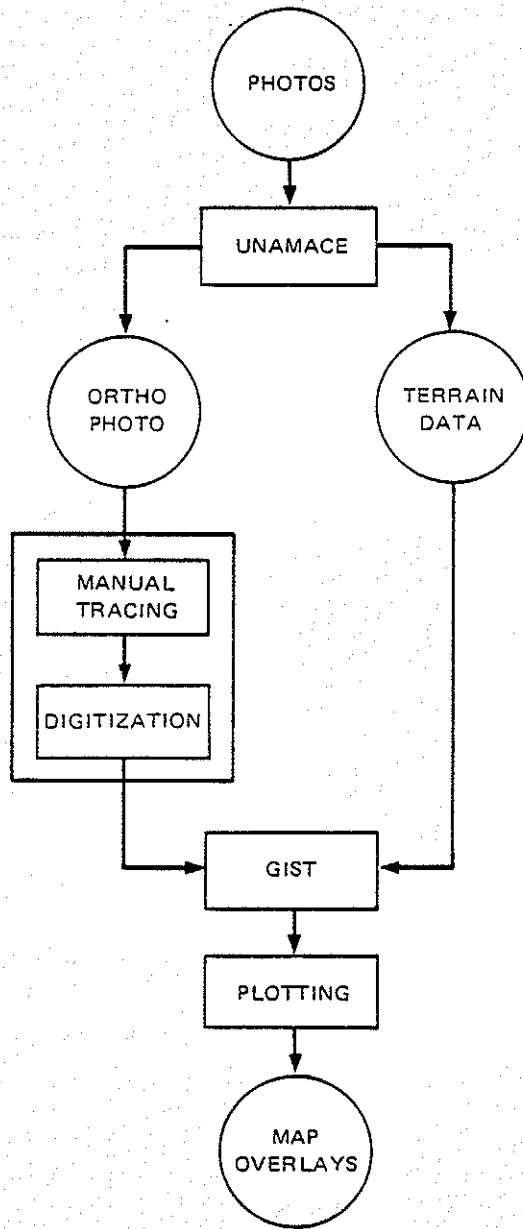 PHOTOS
UNAMACE
ORTHO
PHOTO
TERRAIN
DATA
MANUAL
TRACING
DIGITIZATION
GIST
PLOTTING
MAP
OVERLAYS